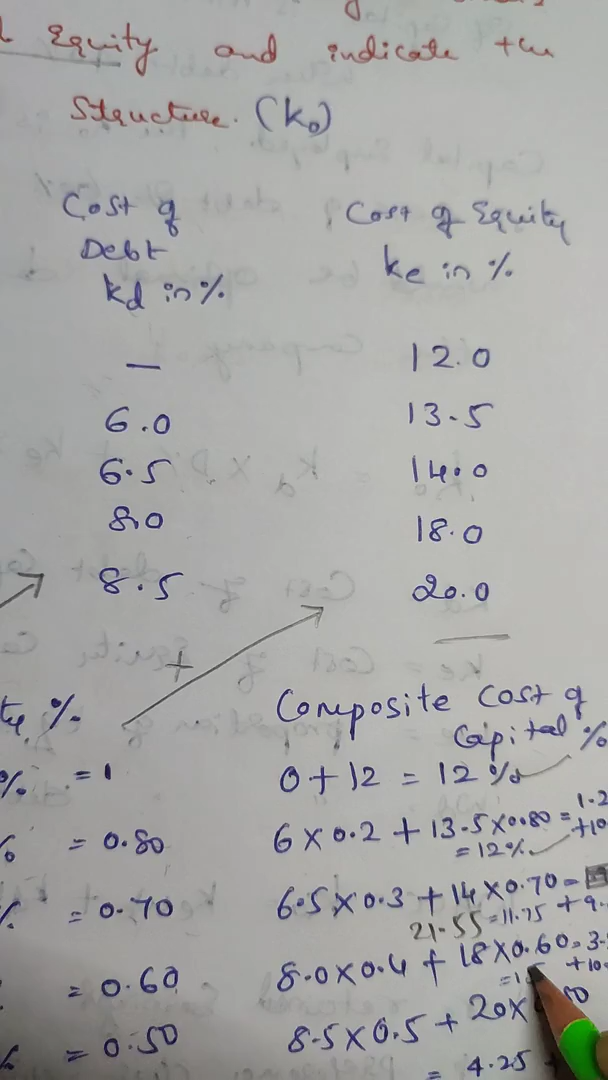 Equity and indicate the
Structure. (Ko)
Cost of Debt Kd in %
Cost of Equity Ke in %
— 12.0
6.0 13.5
6.5 14.0
8.0 18.0
8.5 20.0
+
% Composite Cost of
Capital %
% = 1 0 + 12 = 12 %
= 0.80 6 X 0.2 + 13.5 X 0.80 = 1.2
= 12 % +10
= 0.70 6.5 X 0.3 + 14 X 0.70 =
21.55 = 11.75 + 9.
= 0.60 8.0 X 0.4 + 18 X 0.60 = 3.
+ 10
= 0.50 8.5 X 0.5 + 20 X
= 4.25